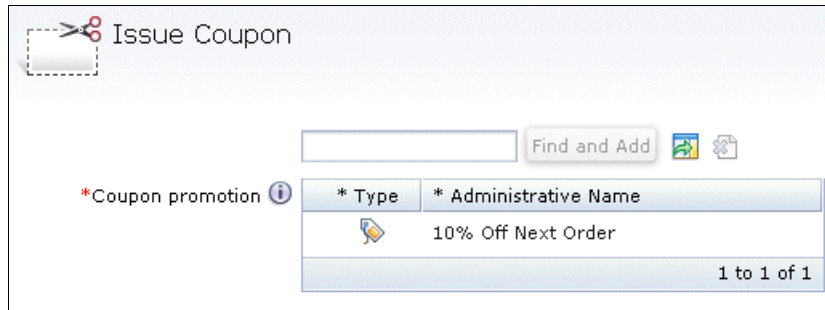 Issue Coupon
Find and Add
*Coupon promotion
* Type * Administrative Name
10% Off Next Order
1 to 1 of 1